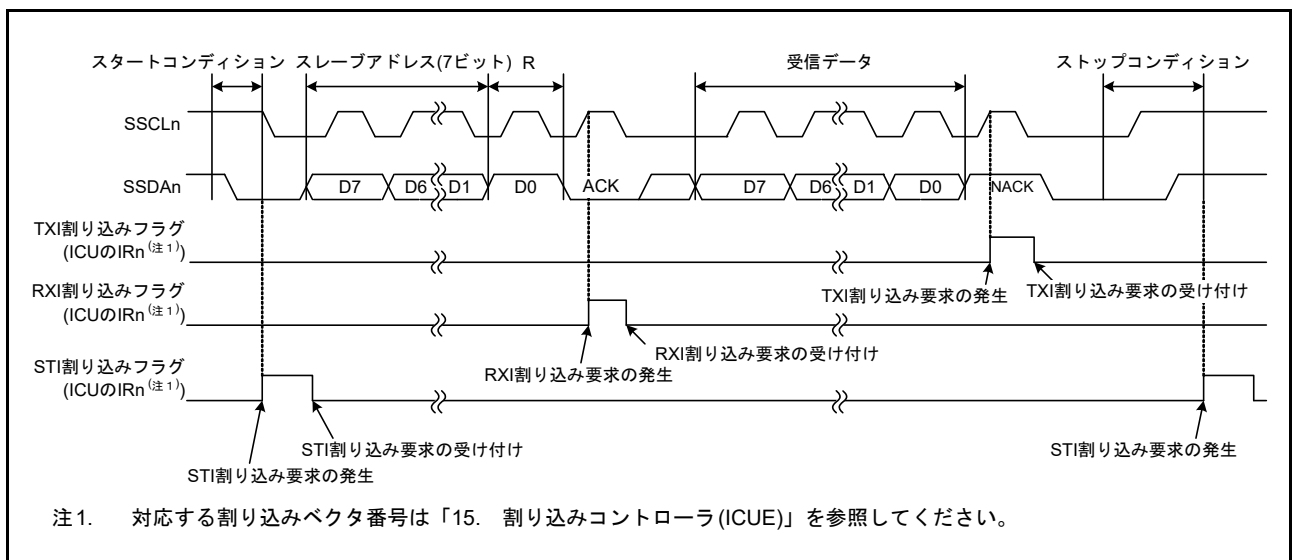 スタートコンディション スレーブアドレス(7ビット) R 受信データ ストップコンディション
SSCLn
SSDAn D7 D6 D1 D0 ACK D7 D6 D1 D0 NACK
TXI割り込みフラグ
(ICUのIRn(注1))
TXI割り込み要求の発生 TXI割り込み要求の受け付け
RXI割り込みフラグ
(ICUのIRn(注1))
RXI割り込み要求の受け付け
RXI割り込み要求の発生
STI割り込みフラグ
(ICUのIRn(注1))
STI割り込み要求の受け付け STI割り込み要求の発生
STI割り込み要求の発生
注1. 対応する割り込みベクタ番号は「15. 割り込みコントローラ(ICUE)」を参照してください。